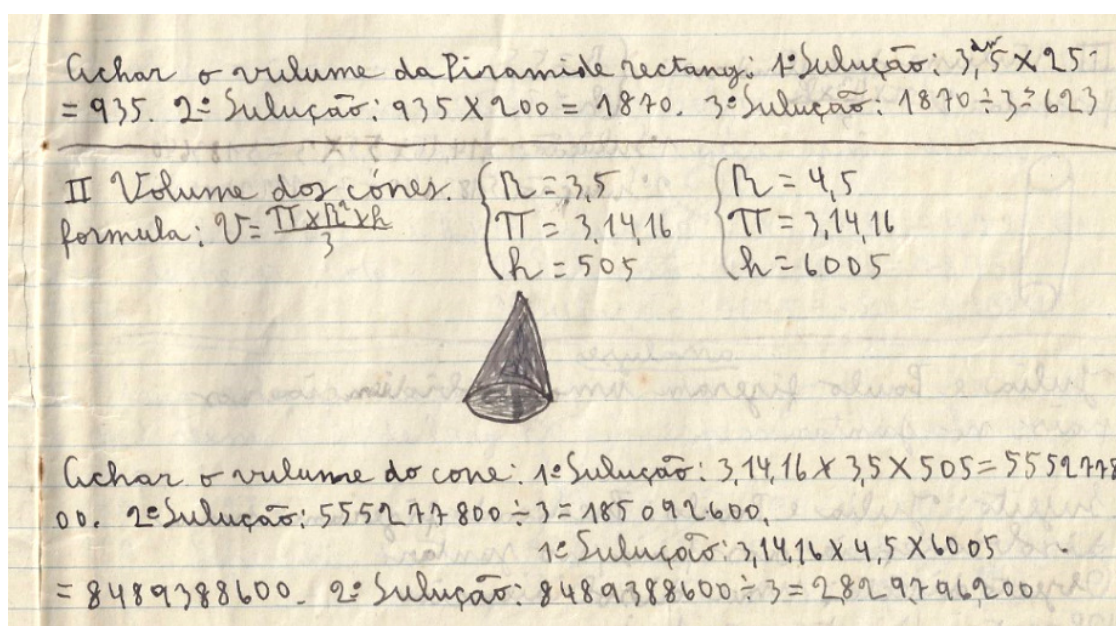 Achar o vulume da Piramide rectang: 1ª Sulução: 3,5 X 25
= 935. 2ª Sulução: 935 X 200 = 1870. 3ª Sulução: 1870 ÷ 3 = 623
II Volume dos cónes. { R = 3,5 { R = 4,5
formula: V = π x R² x h / 3 π = 3,14,16 π = 3,14,16
h = 505 h = 6005
Achar o vulume do cone: 1ª Sulução: 3,14,16 X 3,5 X 505 = 5552778
00. 2ª Sulução: 555277800 ÷ 3 = 185092600.
1ª Sulução: 3,14,16 X 4,5 X 6005
= 8489388600. 2ª Sulução: 8489388600 ÷ 3 = 2829796200